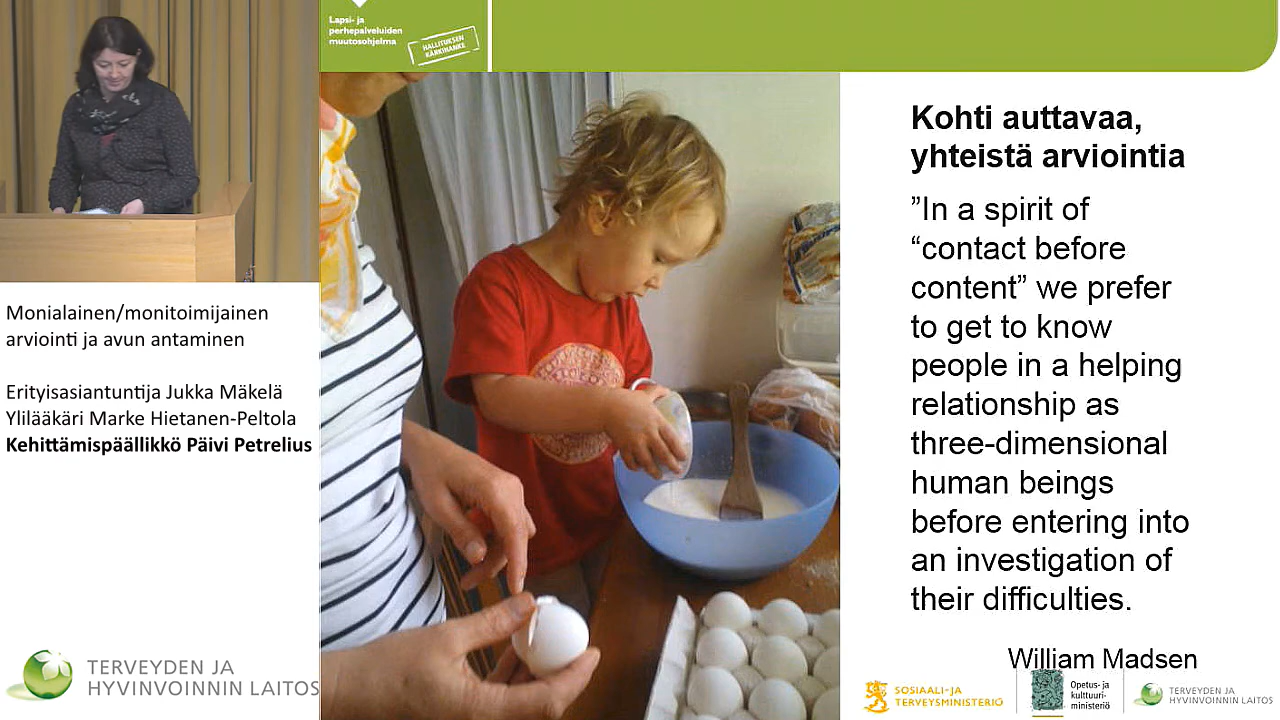 Lapsi- ja
perhepalveluiden
muutosohjelma
HALLITUKSEN
KÄRKIHANKE
Monialainen/monitoimijainen
arviointi ja avun antaminen
Erityisasiantuntija Jukka Mäkelä
Ylilääkäri Marke Hietanen-Peltola
Kehittämispäällikkö Päivi Petrelius
TERVEYDEN JA
HYVINVOINNIN LAITOS
Kohti auttavaa,
yhteistä arviointia
”In a spirit of
“contact before
content” we prefer
to get to know
people in a helping
relationship as
three-dimensional
human beings
before entering into
an investigation of
their difficulties.
William Madsen
SOSIAALI- JA
TERVEYSMINISTERIÖ
Opetus- ja
kulttuuri-
ministeriö
TERVEYDEN JA
HYVINVOINNIN LAITOS